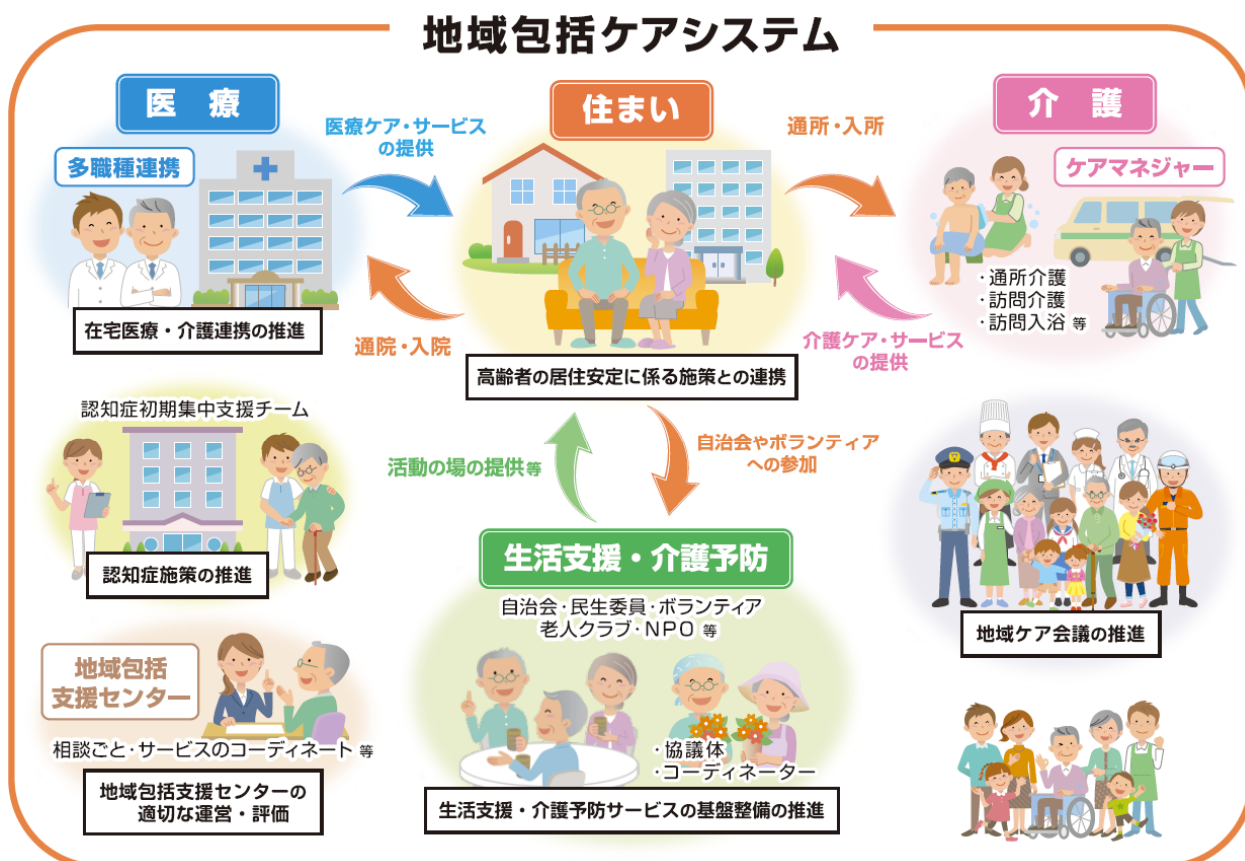 地域包括ケアシステム
医療
多職種連携
在宅医療・介護連携の推進
医療ケア・サービス
の提供
通院・入院
住まい
高齢者の居住安定に係る施策との連携
通所・入所
介護ケア・サービス
の提供
介護
ケアマネジャー
・通所介護
・訪問介護
・訪問入浴 等
認知症初期集中支援チーム
認知症施策の推進
活動の場の提供等
自治会やボランティア
への参加
生活支援・介護予防
自治会・民生委員・ボランティア
老人クラブ・NPO 等
・協議体
・コーディネーター
生活支援・介護予防サービスの基盤整備の推進
地域ケア会議の推進
地域包括
支援センター
相談ごと・サービスのコーディネート 等
地域包括支援センターの
適切な運営・評価